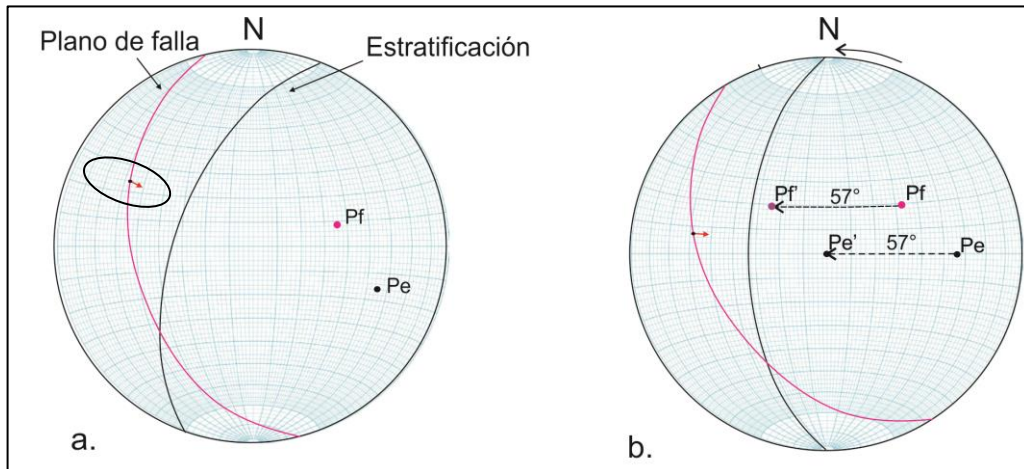 N
Plano de falla
Estratificación
Pf
Pe
a.
N
Pf'
57°
Pf
Pe'
57°
Pe
b.